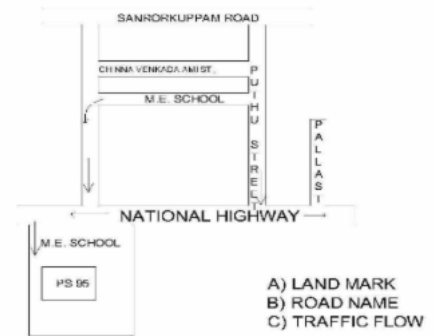 SANRORKUPPAM ROAD
CHINNA VENKADA AMI ST.,
M.E. SCHOOL
PUTHU STREET
PALLAST
NATIONAL HIGHWAY
M.E. SCHOOL
PS 95
A) LAND MARK
B) ROAD NAME
C) TRAFFIC FLOW